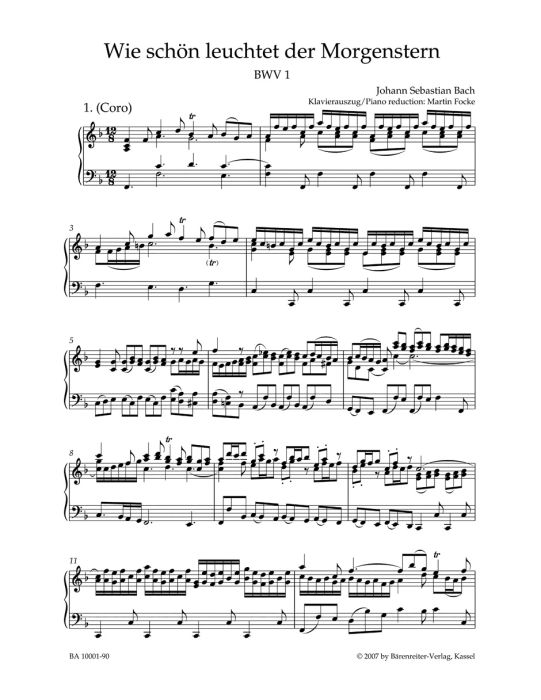 Wie schön leuchtet der Morgenstern
BWV 1
Johann Sebastian Bach
Klavierauszug/Piano reduction: Martin Focke
1. (Coro)
12
8
12
8
tr
3
tr
(tr)
5
8
tr
11
tr
BA 10001-90
© 2007 by Bärenreiter-Verlag, Kassel